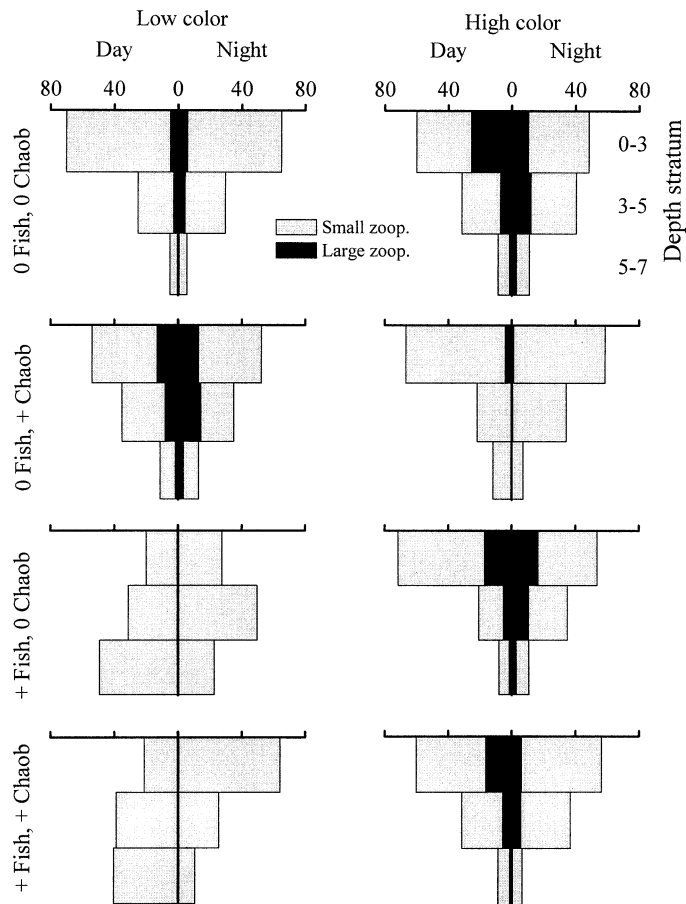 Low color
High color
Day Night
Day Night
80 40 0 40 80
80 40 0 40 80
0 Fish, 0 Chaob
0-3
3-5
5-7
Depth stratum
Small zoop.
Large zoop.
0 Fish, + Chaob
+ Fish, 0 Chaob
+ Fish, + Chaob